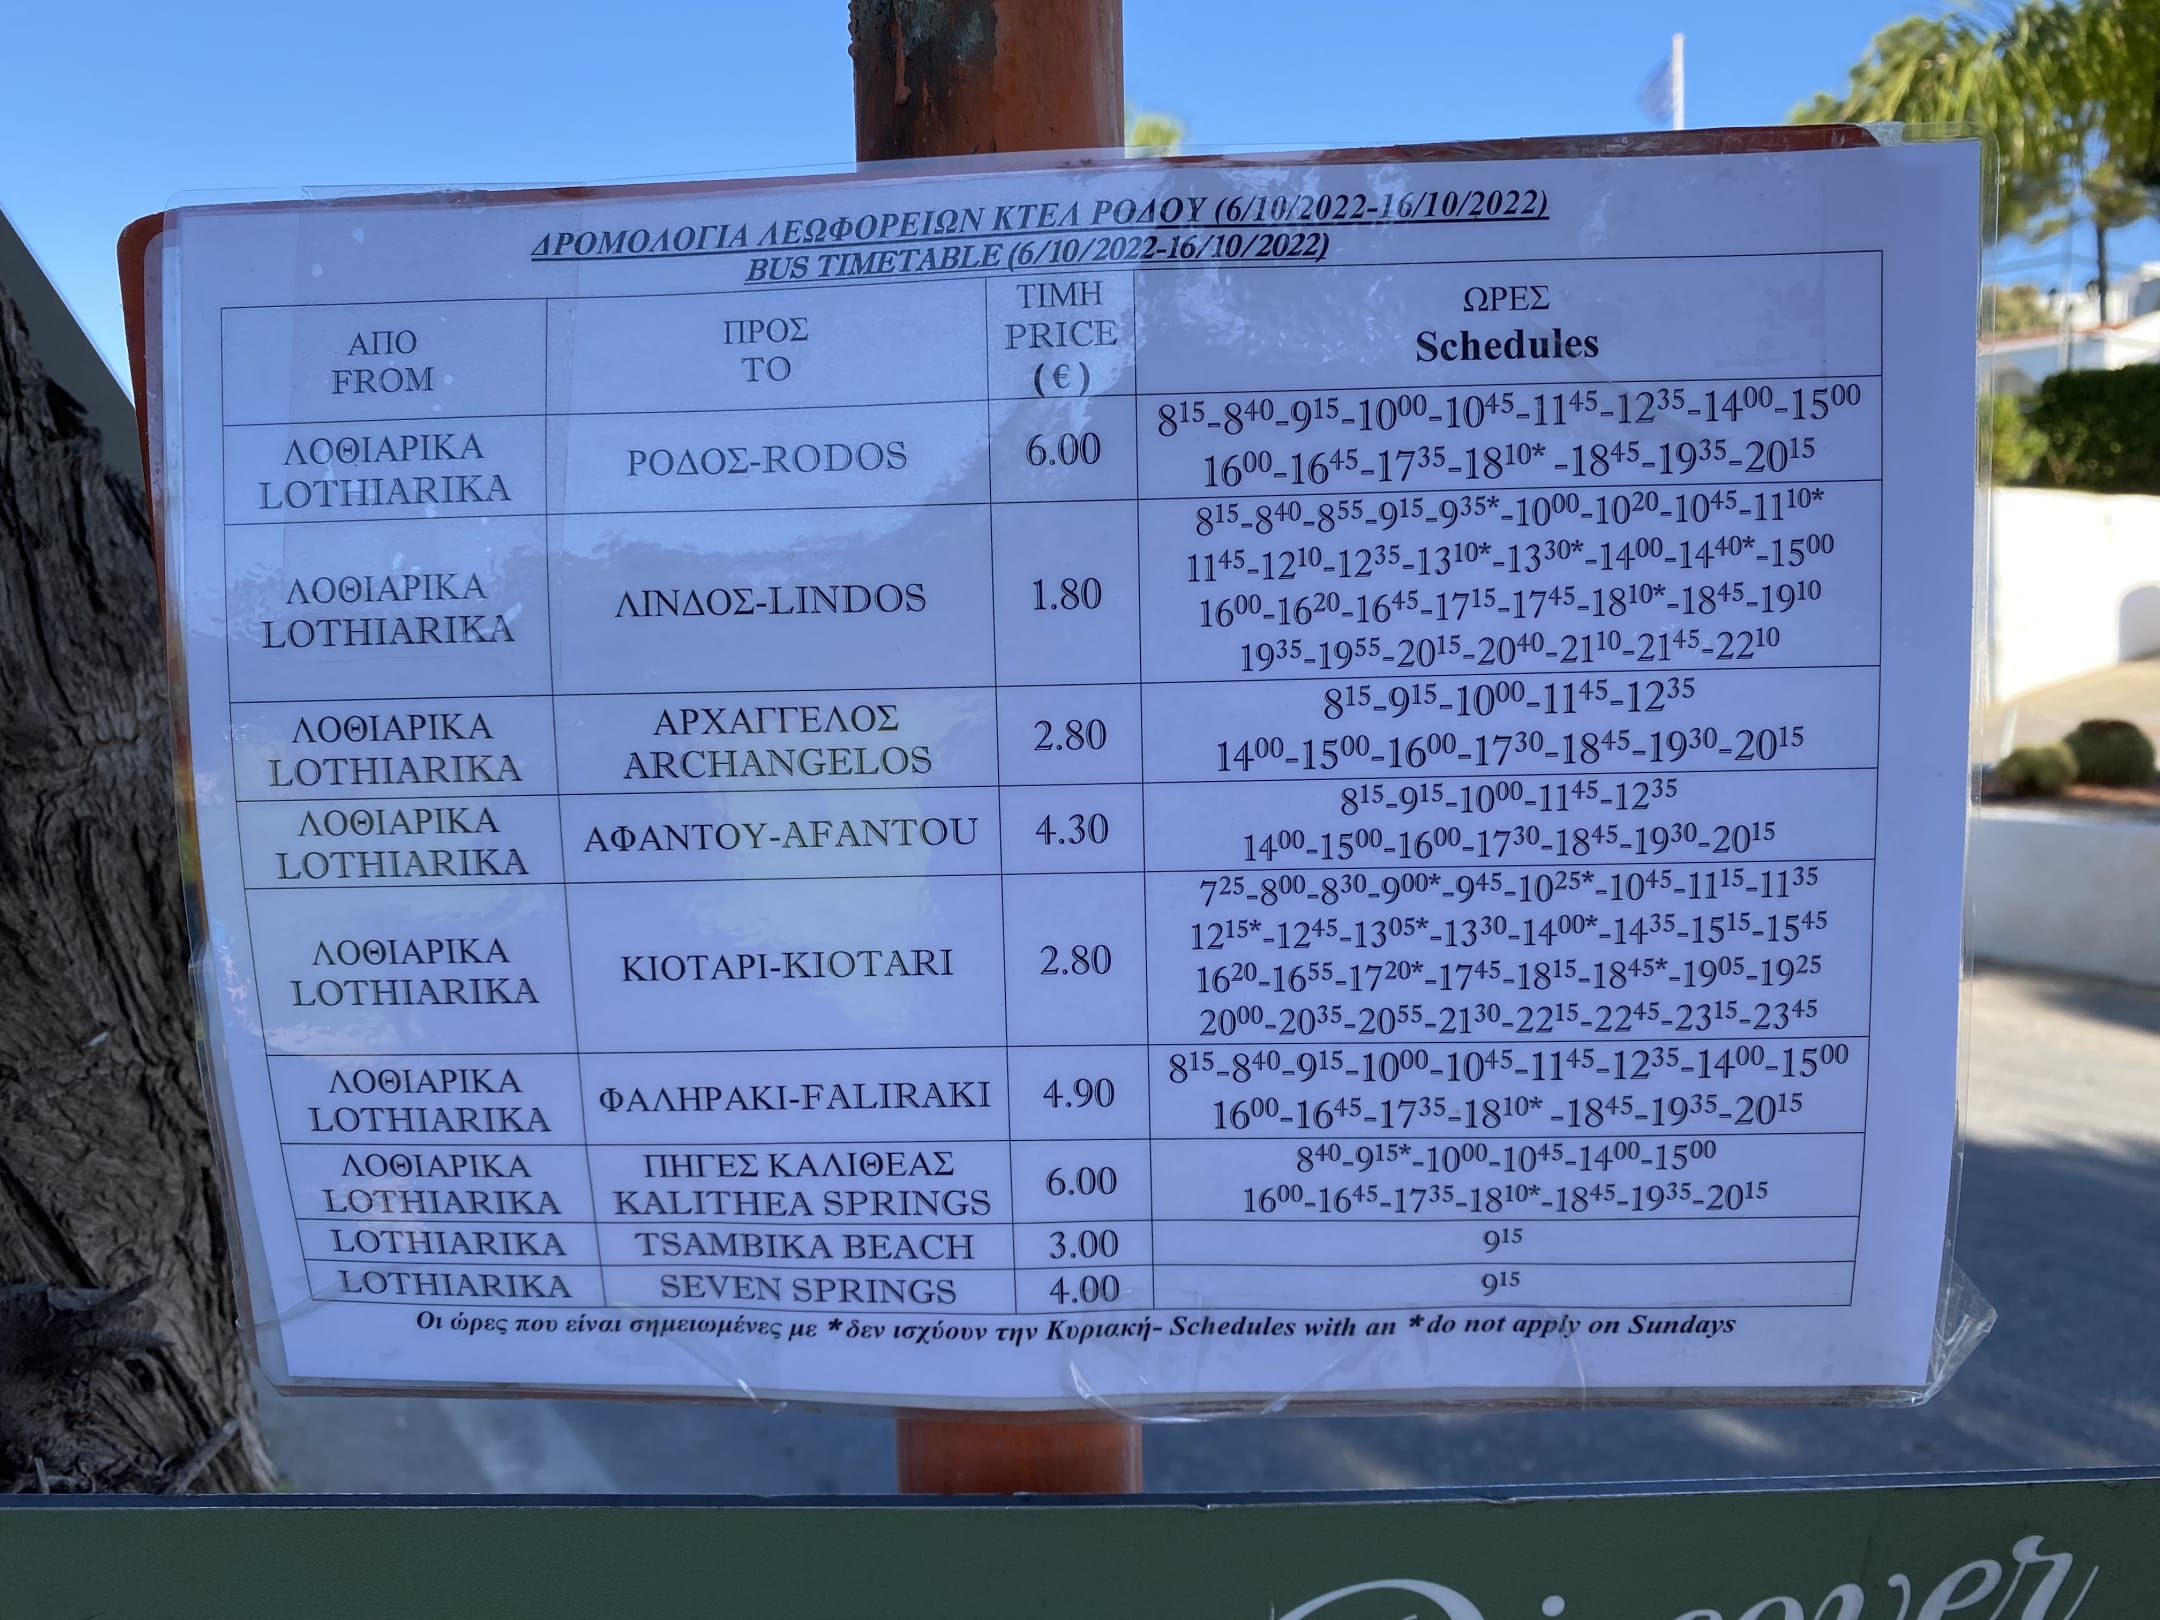 ΔΡΟΜΟΛΟΓΙΑ ΛΕΩΦΟΡΕΙΩΝ ΚΤΕΛ ΡΟΔΟΥ (6/10/2022-16/10/2022)
BUS TIMETABLE (6/10/2022-16/10/2022)
ΑΠΟ
FROM
ΠΡΟΣ
TO
ΤΙΜΗ
PRICE
(€)
ΩΡΕΣ
Schedules
ΛΟΘΙΑΡΙΚΑ
LOTHIARIKA
ΡΟΔΟΣ-RODOS
6.00
8¹⁵-8⁴⁰-9¹⁵-10⁰⁰-10⁴⁵-11⁴⁵-12³⁵-14⁰⁰-15⁰⁰
16⁰⁰-16⁴⁵-17³⁵-18¹⁰* -18⁴⁵-19³⁵-20¹⁵
ΛΟΘΙΑΡΙΚΑ
LOTHIARIKA
ΛΙΝΔΟΣ-LINDOS
1.80
8¹⁵-8⁴⁰-8⁵⁵-9¹⁵-9³⁵*-10⁰⁰-10²⁰-10⁴⁵-11¹⁰*
11⁴⁵-12¹⁰-12³⁵-13¹⁰*-13³⁰*-14⁰⁰-14⁴⁰*-15⁰⁰
16⁰⁰-16²⁰-16⁴⁵-17¹⁵-17⁴⁵-18¹⁰*-18⁴⁵-19¹⁰
19³⁵-19⁵⁵-20¹⁵-20⁴⁰-21¹⁰-21⁴⁵-22¹⁰
ΛΟΘΙΑΡΙΚΑ
LOTHIARIKA
ΑΡΧΑΓΓΕΛΟΣ
ARCHANGELOS
2.80
8¹⁵-9¹⁵-10⁰⁰-11⁴⁵-12³⁵
14⁰⁰-15⁰⁰-16⁰⁰-17³⁰-18⁴⁵-19³⁰-20¹⁵
ΛΟΘΙΑΡΙΚΑ
LOTHIARIKA
ΑΦΑΝΤΟΥ-AFANTOU
4.30
8¹⁵-9¹⁵-10⁰⁰-11⁴⁵-12³⁵
14⁰⁰-15⁰⁰-16⁰⁰-17³⁰-18⁴⁵-19³⁰-20¹⁵
ΛΟΘΙΑΡΙΚΑ
LOTHIARIKA
ΚΙΟΤΑΡΙ-KIOTARI
2.80
7²⁵-8⁰⁰-8³⁰-9⁰⁰*-9⁴⁵-10²⁵*-10⁴⁵-11¹⁵-11³⁵
12¹⁵*-12⁴⁵-13⁰⁵*-13³⁰-14⁰⁰*-14³⁵-15¹⁵-15⁴⁵
16²⁰-16⁵⁵-17²⁰*-17⁴⁵-18¹⁵-18⁴⁵*-19⁰⁵-19²⁵
20⁰⁰-20³⁵-20⁵⁵-21³⁰-22¹⁵-22⁴⁵-23¹⁵-23⁴⁵
ΛΟΘΙΑΡΙΚΑ
LOTHIARIKA
ΦΑΛΗΡΑΚΙ-FALIRAKI
4.90
8¹⁵-8⁴⁰-9¹⁵-10⁰⁰-10⁴⁵-11⁴⁵-12³⁵-14⁰⁰-15⁰⁰
16⁰⁰-16⁴⁵-17³⁵-18¹⁰* -18⁴⁵-19³⁵-20¹⁵
ΛΟΘΙΑΡΙΚΑ
LOTHIARIKA
ΠΗΓΕΣ ΚΑΛΙΘΕΑΣ
KALITHEA SPRINGS
6.00
8⁴⁰-9¹⁵*-10⁰⁰-10⁴⁵-14⁰⁰-15⁰⁰
16⁰⁰-16⁴⁵-17³⁵-18¹⁰*-18⁴⁵-19³⁵-20¹⁵
LOTHIARIKA
TSAMBIKA BEACH
3.00
9¹⁵
LOTHIARIKA
SEVEN SPRINGS
4.00
9¹⁵
Οι ώρες που είναι σημειωμένες με *δεν ισχύουν την Κυριακή- Schedules with an *do not apply on Sundays
Discover